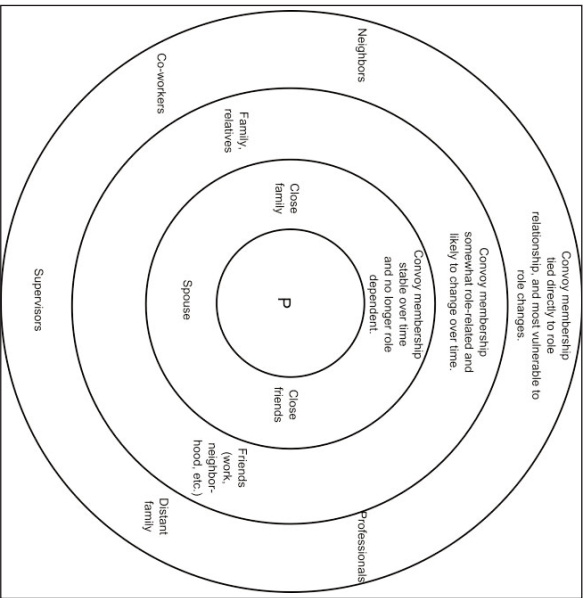 Convoy membership
tied directly to role
relationship, and most vulnerable to
role changes.
Convoy membership
somewhat role-related and
likely to change over time.
Convoy membership
stable over time
and no longer role
dependent.
Neighbors
Professionals
Close
family
P
Close
friends
Family,
relatives
Friends
(work,
neighbor-
hood, etc.)
Spouse
Co-workers
Distant
family
Supervisors